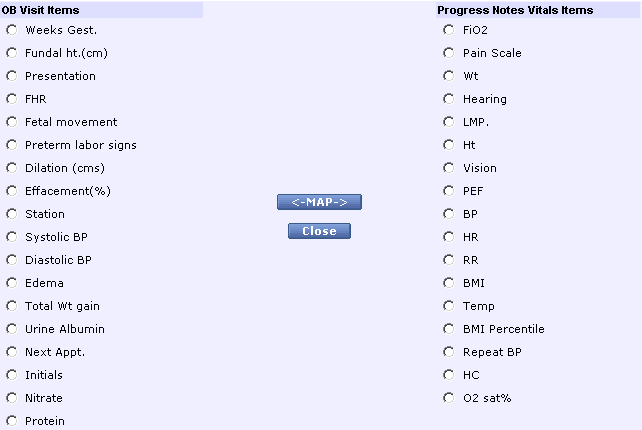 OB Visit Items
Weeks Gest.
Fundal ht.(cm)
Presentation
FHR
Fetal movement
Preterm labor signs
Dilation (cms)
Effacement(%)
Station
Systolic BP
Diastolic BP
Edema
Total Wt gain
Urine Albumin
Next Appt.
Initials
Nitrate
Protein
<-MAP->
Close
Progress Notes Vitals Items
FiO2
Pain Scale
Wt
Hearing
LMP.
Ht
Vision
PEF
BP
HR
RR
BMI
Temp
BMI Percentile
Repeat BP
HC
O2 sat%